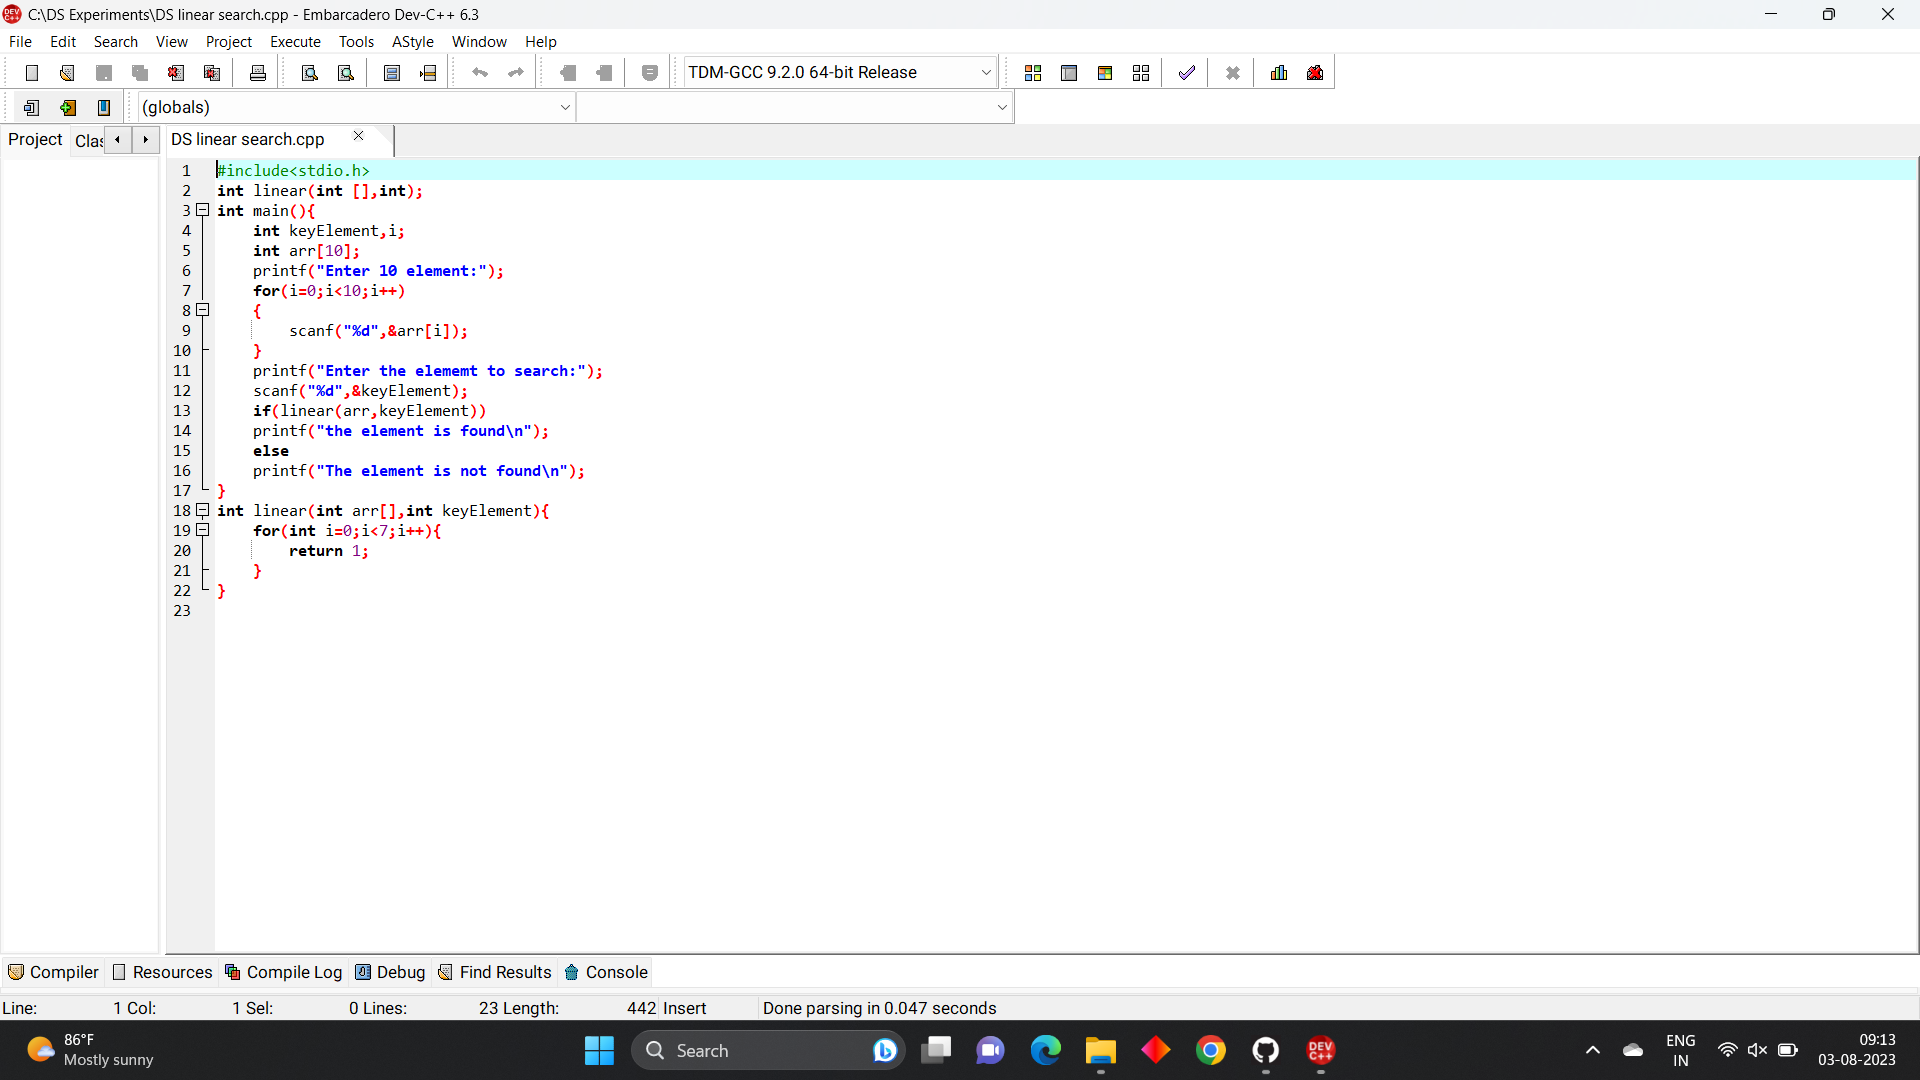 C:\DS Experiments\DS linear search.cpp - Embarcadero Dev-C++ 6.3
File Edit Search View Project Execute Tools AStyle Window Help
TDM-GCC 9.2.0 64-bit Release
(globals)
Project Clas DS linear search.cpp
1 #include<stdio.h>
2 int linear(int [],int);
3 int main(){
4 int keyElement,i;
5 int arr[10];
6 printf("Enter 10 element:");
7 for(i=0;i<10;i++)
8 {
9 scanf("%d",&arr[i]);
10 }
11 printf("Enter the elememt to search:");
12 scanf("%d",&keyElement);
13 if(linear(arr,keyElement))
14 printf("the element is found\n");
15 else
16 printf("The element is not found\n");
17 }
18 int linear(int arr[],int keyElement){
19 for(int i=0;i<7;i++){
20 return 1;
21 }
22 }
23
Compiler Resources Compile Log Debug Find Results Console
Line: 1 Col: 1 Sel: 0 Lines: 23 Length: 442 Insert Done parsing in 0.047 seconds
86°F
Mostly sunny
Search
DEV
C++
ENG
IN
09:13
03-08-2023